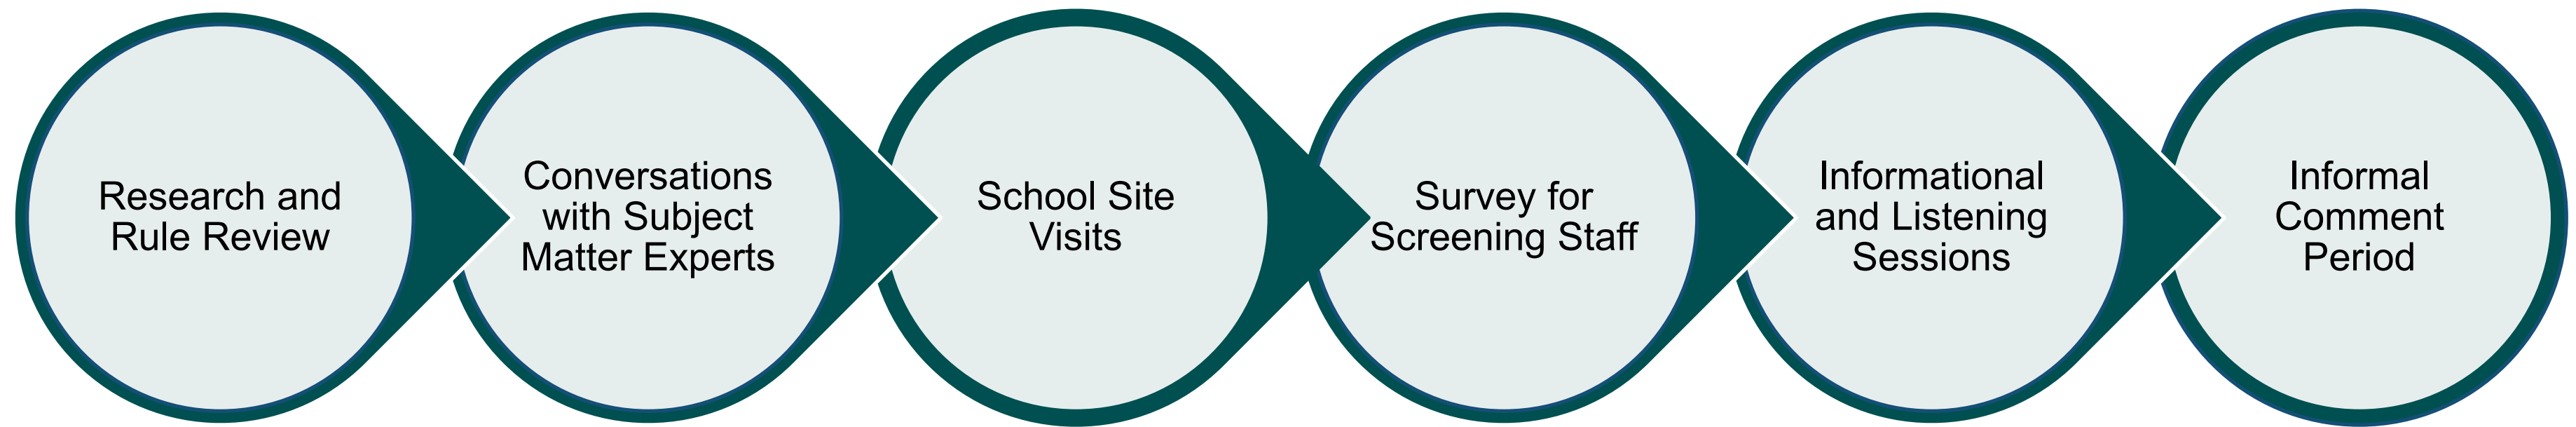 Research and
Rule Review
Conversations
with Subject
Matter Experts
School Site
Visits
Survey for
Screening Staff
Informational
and Listening
Sessions
Informal
Comment
Period